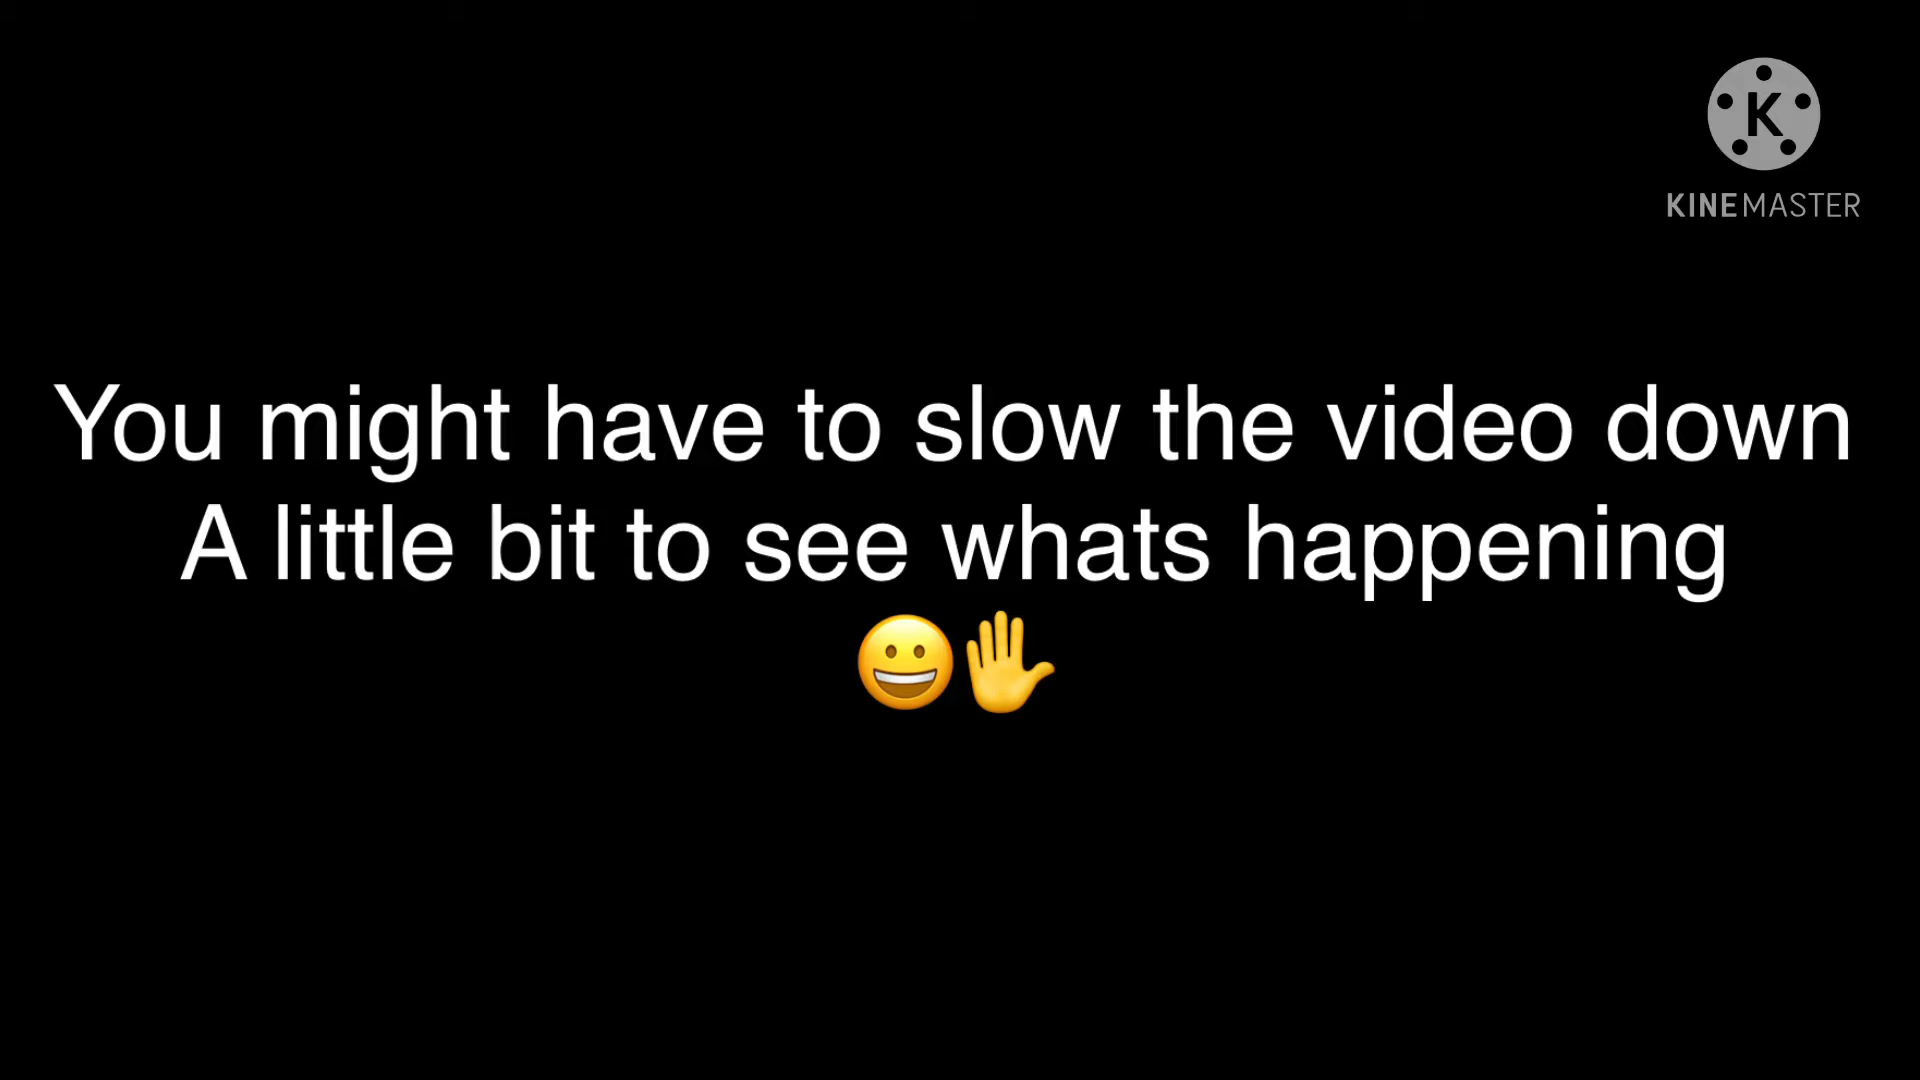 K
KINEMASTER
You might have to slow the video down
A little bit to see whats happening
😀✋